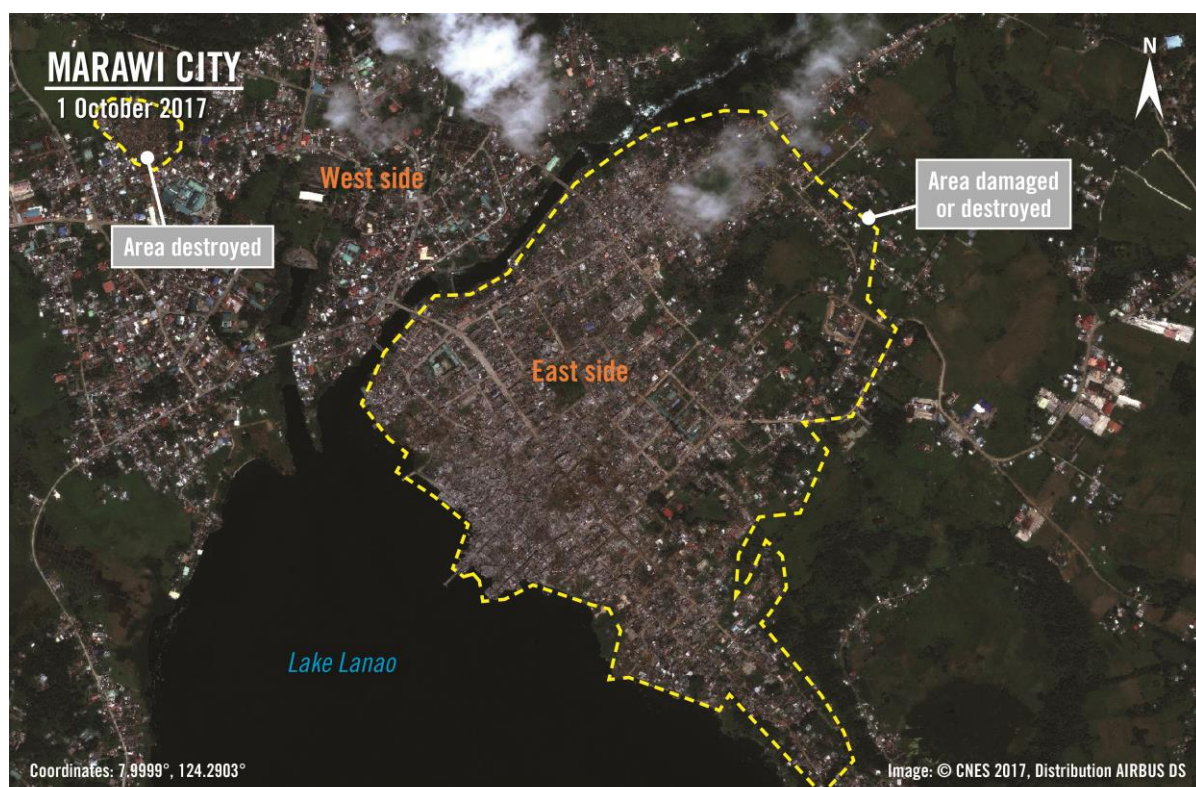 MARAWI CITY
1 October 2017
N
West side
Area destroyed
Area damaged
or destroyed
East side
Lake Lanao
Coordinates: 7.9999°, 124.2903°
Image: © CNES 2017, Distribution AIRBUS DS